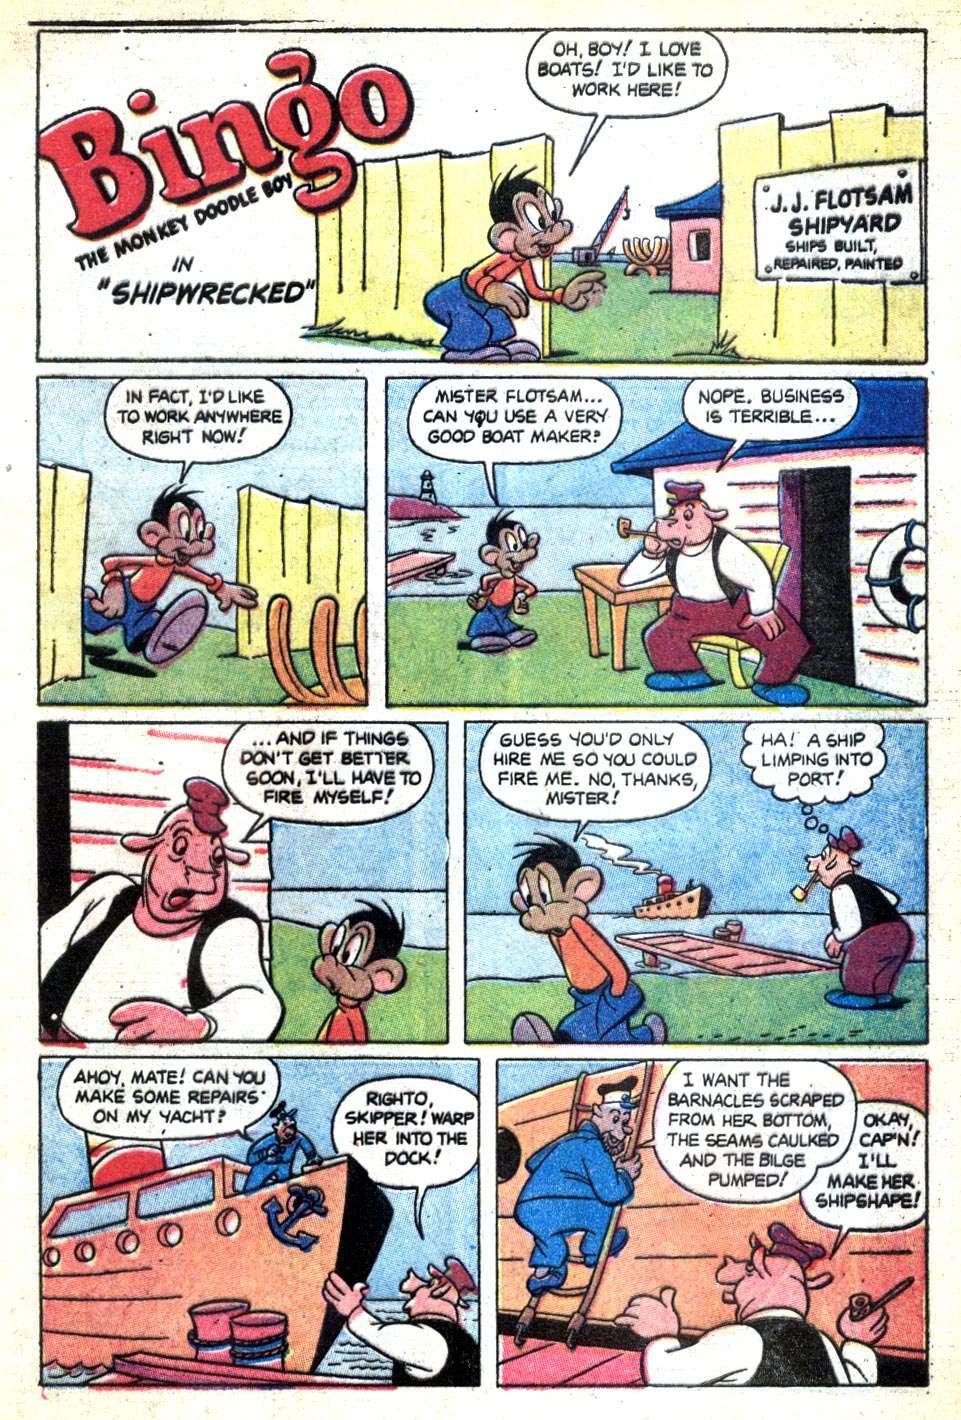 Bingo
THE MONKEY DOODLE BOY
IN
"SHIPWRECKED"
OH, BOY! I LOVE
BOATS! I'D LIKE TO
WORK HERE!
J.J. FLOTSAM
SHIPYARD
SHIPS BUILT,
REPAIRED, PAINTED
IN FACT, I'D LIKE
TO WORK ANYWHERE
RIGHT NOW!
MISTER FLOTSAM...
CAN YOU USE A VERY
GOOD BOAT MAKER?
NOPE. BUSINESS
IS TERRIBLE...
...AND IF THINGS
DON'T GET BETTER
SOON, I'LL HAVE TO
FIRE MYSELF!
GUESS YOU'D ONLY
HIRE ME SO YOU COULD
FIRE ME. NO, THANKS,
MISTER!
HA! A SHIP
LIMPING INTO
PORT!
AHOY, MATE! CAN YOU
MAKE SOME REPAIRS
ON MY YACHT?
RIGHTO,
SKIPPER! WARP
HER INTO THE
DOCK!
I WANT THE
BARNACLES SCRAPED
FROM HER BOTTOM,
THE SEAMS CAULKED
AND THE BILGE
PUMPED!
OKAY,
CAP'N!
I'LL
MAKE HER
SHIPSHAPE!